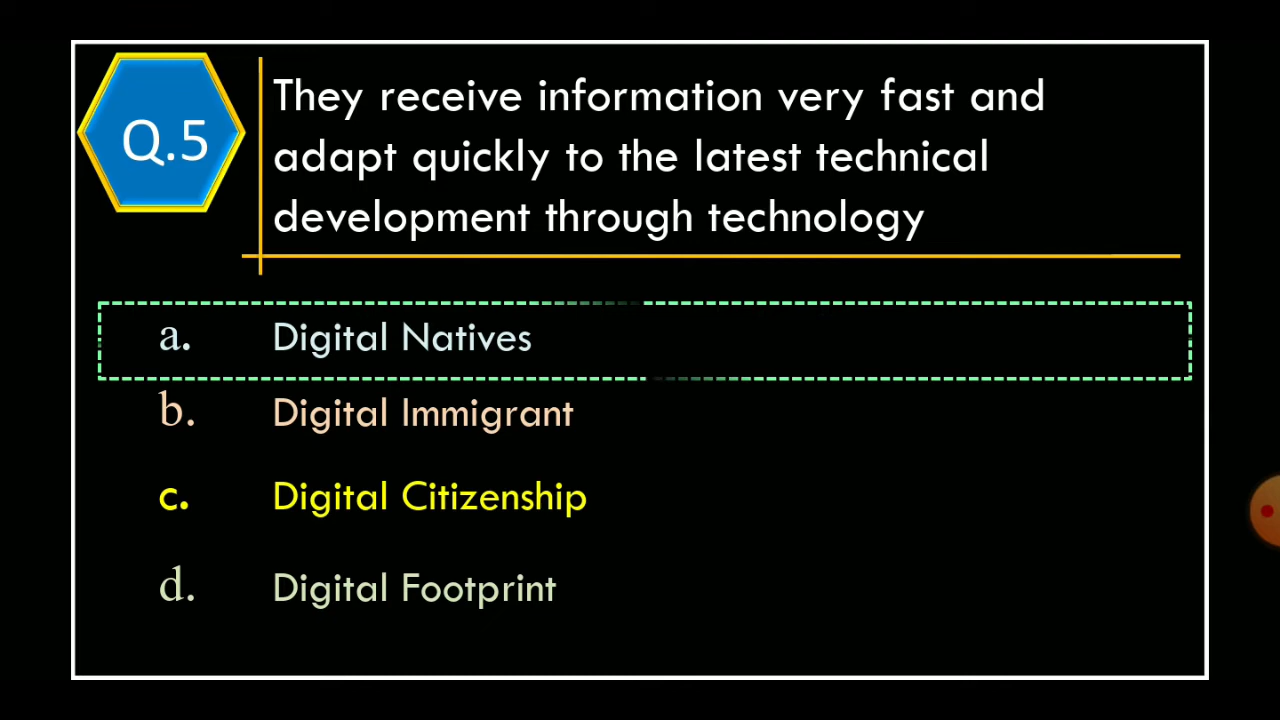 Q.5
They receive information very fast and
adapt quickly to the latest technical
development through technology
a. Digital Natives
b. Digital Immigrant
c. Digital Citizenship
d. Digital Footprint